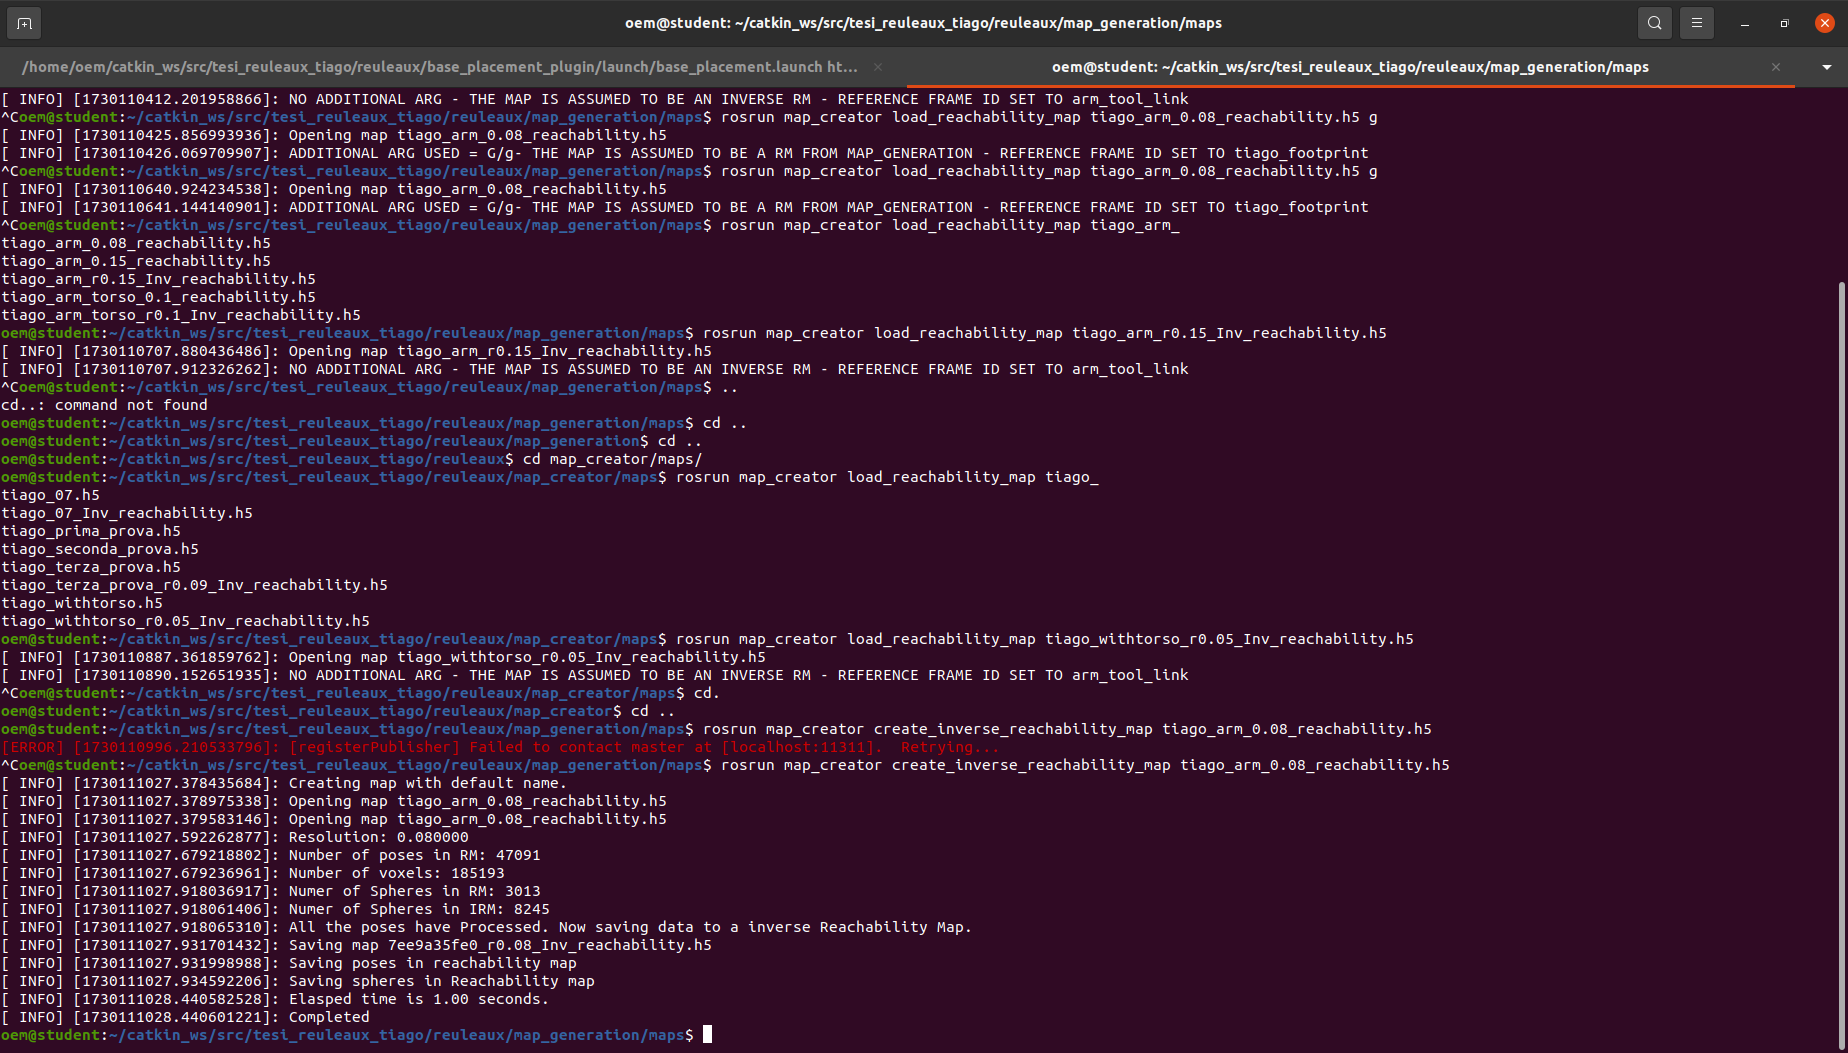 oem@student: ~/catkin_ws/src/tesi_reuleaux_tiago/reuleaux/map_generation/maps
/home/oem/catkin_ws/src/tesi_reuleaux_tiago/reuleaux/base_placement_plugin/launch/base_placement.launch ht...
oem@student: ~/catkin_ws/src/tesi_reuleaux_tiago/reuleaux/map_generation/maps
[ INFO] [1730110412.201958866]: NO ADDITIONAL ARG - THE MAP IS ASSUMED TO BE AN INVERSE RM - REFERENCE FRAME ID SET TO arm_tool_link
^Coem@student:~/catkin_ws/src/tesi_reuleaux_tiago/reuleaux/map_generation/maps$ rosrun map_creator load_reachability_map tiago_arm_0.08_reachability.h5 g
[ INFO] [1730110425.856993936]: Opening map tiago_arm_0.08_reachability.h5
[ INFO] [1730110426.069709907]: ADDITIONAL ARG USED = G/g- THE MAP IS ASSUMED TO BE A RM FROM MAP_GENERATION - REFERENCE FRAME ID SET TO tiago_footprint
^Coem@student:~/catkin_ws/src/tesi_reuleaux_tiago/reuleaux/map_generation/maps$ rosrun map_creator load_reachability_map tiago_arm_0.08_reachability.h5 g
[ INFO] [1730110640.924234538]: Opening map tiago_arm_0.08_reachability.h5
[ INFO] [1730110641.144140901]: ADDITIONAL ARG USED = G/g- THE MAP IS ASSUMED TO BE A RM FROM MAP_GENERATION - REFERENCE FRAME ID SET TO tiago_footprint
^Coem@student:~/catkin_ws/src/tesi_reuleaux_tiago/reuleaux/map_generation/maps$ rosrun map_creator load_reachability_map tiago_arm_
tiago_arm_0.08_reachability.h5
tiago_arm_0.15_reachability.h5
tiago_arm_r0.15_Inv_reachability.h5
tiago_arm_torso_0.1_reachability.h5
tiago_arm_torso_r0.1_Inv_reachability.h5
oem@student:~/catkin_ws/src/tesi_reuleaux_tiago/reuleaux/map_generation/maps$ rosrun map_creator load_reachability_map tiago_arm_r0.15_Inv_reachability.h5
[ INFO] [1730110707.880436486]: Opening map tiago_arm_r0.15_Inv_reachability.h5
[ INFO] [1730110707.912326262]: NO ADDITIONAL ARG - THE MAP IS ASSUMED TO BE AN INVERSE RM - REFERENCE FRAME ID SET TO arm_tool_link
^Coem@student:~/catkin_ws/src/tesi_reuleaux_tiago/reuleaux/map_generation/maps$ ..
cd..: command not found
oem@student:~/catkin_ws/src/tesi_reuleaux_tiago/reuleaux/map_generation/maps$ cd ..
oem@student:~/catkin_ws/src/tesi_reuleaux_tiago/reuleaux/map_generation$ cd ..
oem@student:~/catkin_ws/src/tesi_reuleaux_tiago/reuleaux$ cd map_creator/maps/
oem@student:~/catkin_ws/src/tesi_reuleaux_tiago/reuleaux/map_creator/maps$ rosrun map_creator load_reachability_map tiago_
tiago_07.h5
tiago_07_Inv_reachability.h5
tiago_prima_prova.h5
tiago_seconda_prova.h5
tiago_terza_prova.h5
tiago_terza_prova_r0.09_Inv_reachability.h5
tiago_withtorso.h5
tiago_withtorso_r0.05_Inv_reachability.h5
oem@student:~/catkin_ws/src/tesi_reuleaux_tiago/reuleaux/map_creator/maps$ rosrun map_creator load_reachability_map tiago_withtorso_r0.05_Inv_reachability.h5
[ INFO] [1730110887.361859762]: Opening map tiago_withtorso_r0.05_Inv_reachability.h5
[ INFO] [1730110890.152651935]: NO ADDITIONAL ARG - THE MAP IS ASSUMED TO BE AN INVERSE RM - REFERENCE FRAME ID SET TO arm_tool_link
^Coem@student:~/catkin_ws/src/tesi_reuleaux_tiago/reuleaux/map_creator/maps$ cd.
oem@student:~/catkin_ws/src/tesi_reuleaux_tiago/reuleaux/map_creator$ cd ..
oem@student:~/catkin_ws/src/tesi_reuleaux_tiago/reuleaux/map_generation/maps$ rosrun map_creator create_inverse_reachability_map tiago_arm_0.08_reachability.h5
[ERROR] [1730110996.210533796]: [registerPublisher] Failed to contact master at [localhost:11311].  Retrying...
^Coem@student:~/catkin_ws/src/tesi_reuleaux_tiago/reuleaux/map_generation/maps$ rosrun map_creator create_inverse_reachability_map tiago_arm_0.08_reachability.h5
[ INFO] [1730111027.378435684]: Creating map with default name.
[ INFO] [1730111027.378975338]: Opening map tiago_arm_0.08_reachability.h5
[ INFO] [1730111027.379583146]: Opening map tiago_arm_0.08_reachability.h5
[ INFO] [1730111027.592262877]: Resolution: 0.080000
[ INFO] [1730111027.679218802]: Number of poses in RM: 47091
[ INFO] [1730111027.679236961]: Number of voxels: 185193
[ INFO] [1730111027.918036917]: Numer of Spheres in RM: 3013
[ INFO] [1730111027.918061406]: Numer of Spheres in IRM: 8245
[ INFO] [1730111027.918065310]: All the poses have Processed. Now saving data to a inverse Reachability Map.
[ INFO] [1730111027.931701432]: Saving map 7ee9a35fe0_r0.08_Inv_reachability.h5
[ INFO] [1730111027.931998988]: Saving poses in reachability map
[ INFO] [1730111027.934592206]: Saving spheres in Reachability map
[ INFO] [1730111028.440582528]: Elasped time is 1.00 seconds.
[ INFO] [1730111028.440601221]: Completed
oem@student:~/catkin_ws/src/tesi_reuleaux_tiago/reuleaux/map_generation/maps$